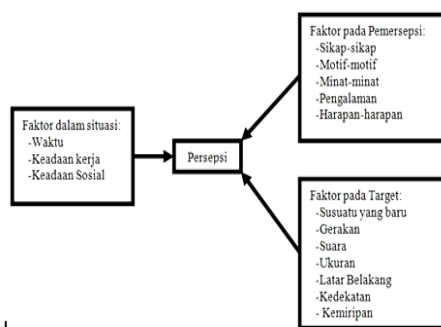 Faktor pada Pemersepsi:
-Sikap-sikap
-Motif-motif
-Minat-minat
-Pengalaman
-Harapan-harapan
Faktor dalam situasi:
-Waktu
-Keadaan kerja
-Keadaan Sosial
Persepsi
Faktor pada Target:
-Susuatu yang baru
-Gerakan
-Suara
-Ukuran
-Latar Belakang
-Kedekatan
- Kemiripan